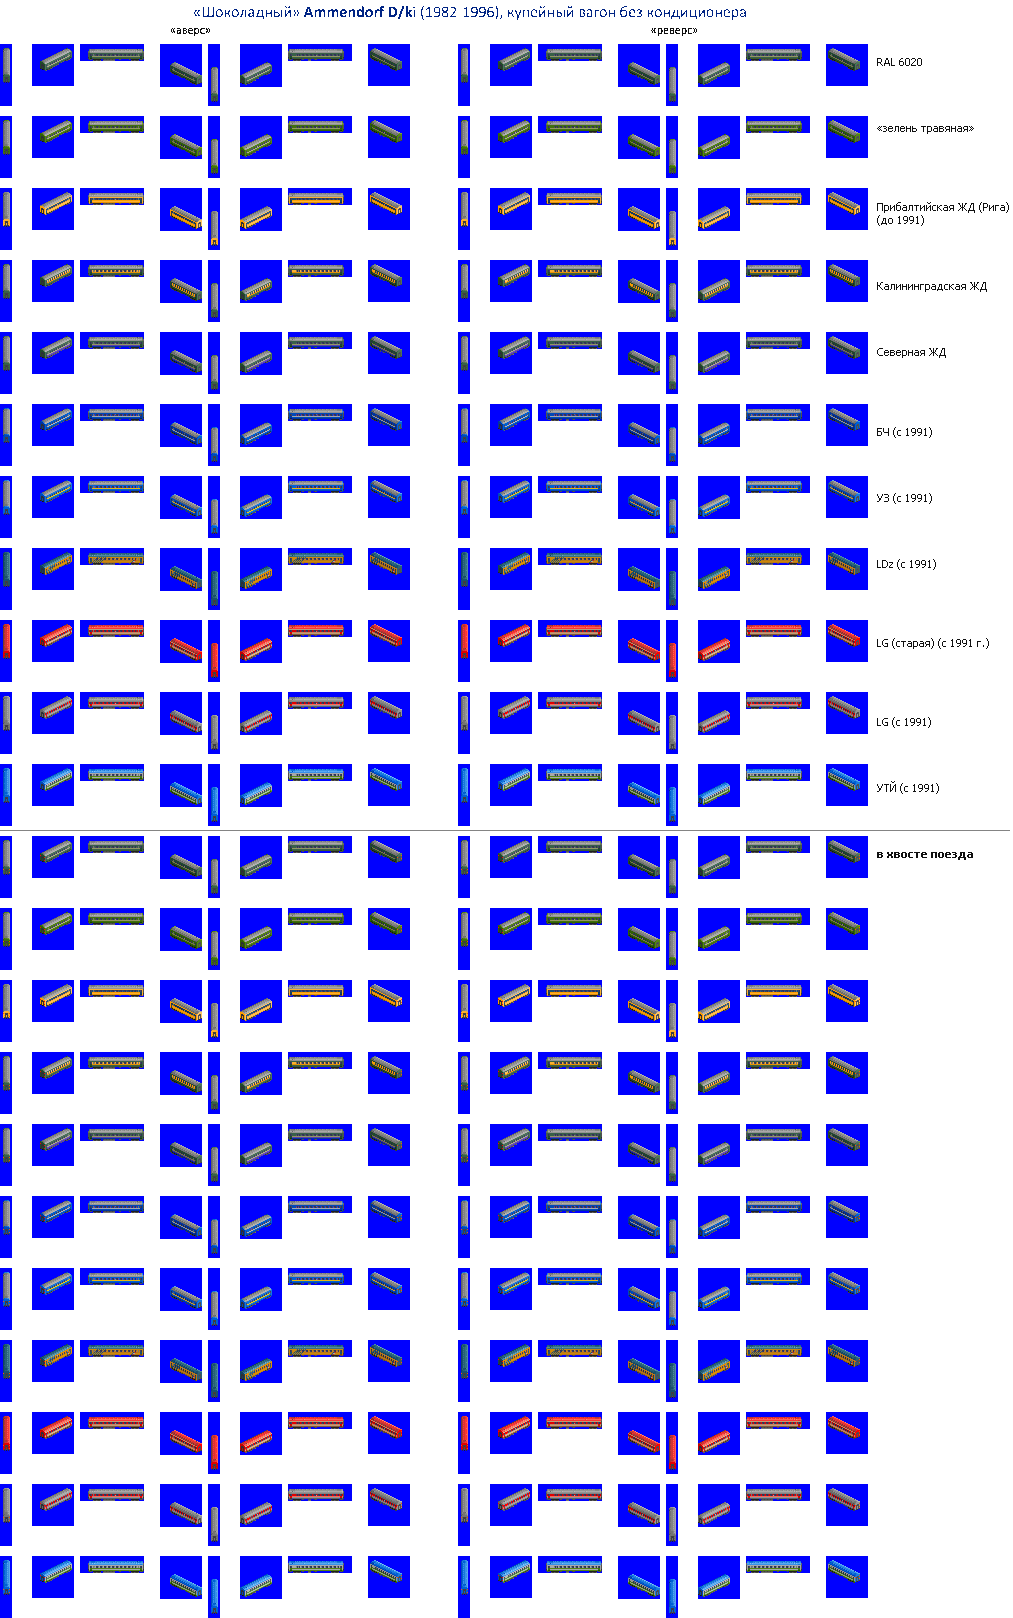 «Шоколадный» Ammendorf D/ki (1982 1996), купейный вагон без кондиционера
«аверс»
«реверс»
RAL 6020
«зелень травяная»
Прибалтийская ЖД (Рига)
(до 1991)
Калининградская ЖД
Северная ЖД
БЧ (с 1991)
УЗ (с 1991)
LDz (с 1991)
LG (старая) (с 1991 г.)
LG (с 1991)
УТЙ (с 1991)
в хвосте поезда